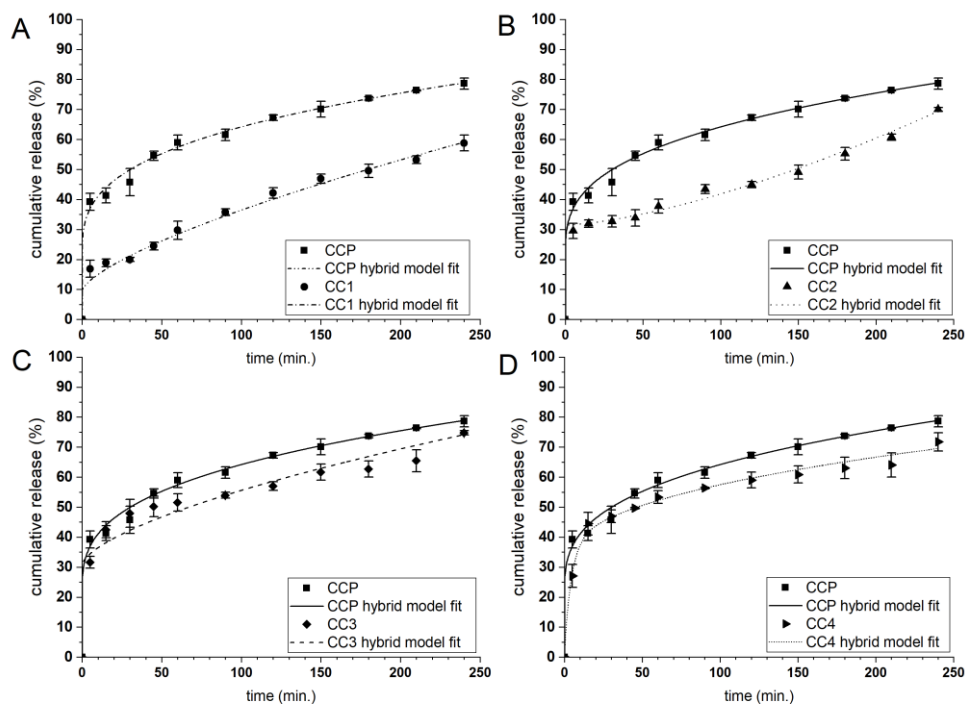 A
cumulative release (%)
100
90
80
70
60
50
40
30
20
10
0
CCP
CCP hybrid model fit
CC1
CC1 hybrid model fit
0 50 100 150 200 250
time (min.)
B
cumulative release (%)
100
90
80
70
60
50
40
30
20
10
0
CCP
CCP hybrid model fit
CC2
CC2 hybrid model fit
0 50 100 150 200 250
time (min.)
C
cumulative release (%)
100
90
80
70
60
50
40
30
20
10
0
CCP
CCP hybrid model fit
CC3
CC3 hybrid model fit
0 50 100 150 200 250
time (min.)
D
cumulative release (%)
100
90
80
70
60
50
40
30
20
10
0
CCP
CCP hybrid model fit
CC4
CC4 hybrid model fit
0 50 100 150 200 250
time (min.)